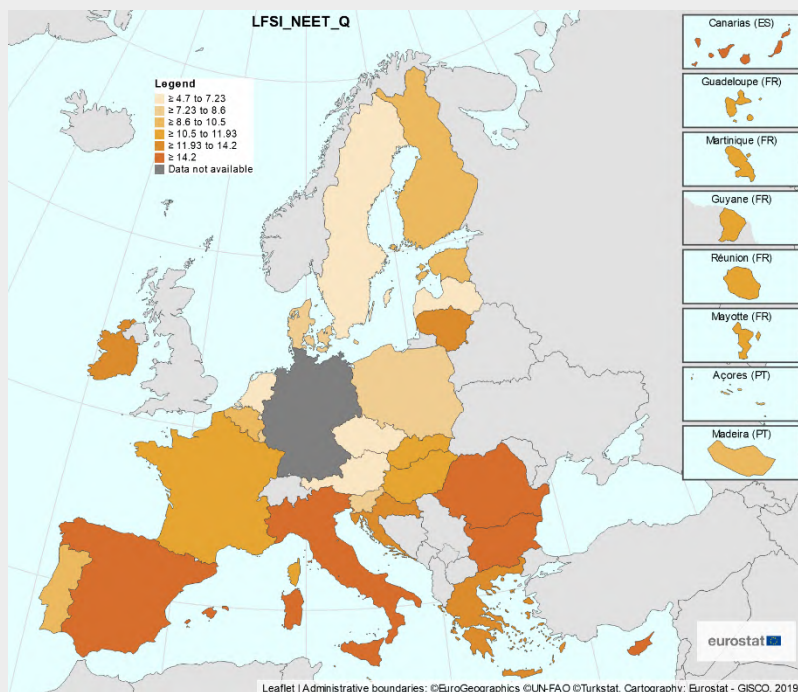 LFSI_NEET_Q
Legend
≥ 4.7 to 7.23
≥ 7.23 to 8.6
≥ 8.6 to 10.5
≥ 10.5 to 11.93
≥ 11.93 to 14.2
≥ 14.2
Data not available
Canarias (ES)
Guadeloupe (FR)
Martinique (FR)
Guyane (FR)
Réunion (FR)
Mayotte (FR)
Açores (PT)
Madeira (PT)
eurostat
Leaflet | Administrative boundaries: ©EuroGeographics ©UN-FAO ©Turkstat, Cartography: Eurostat - GISCO, 2019